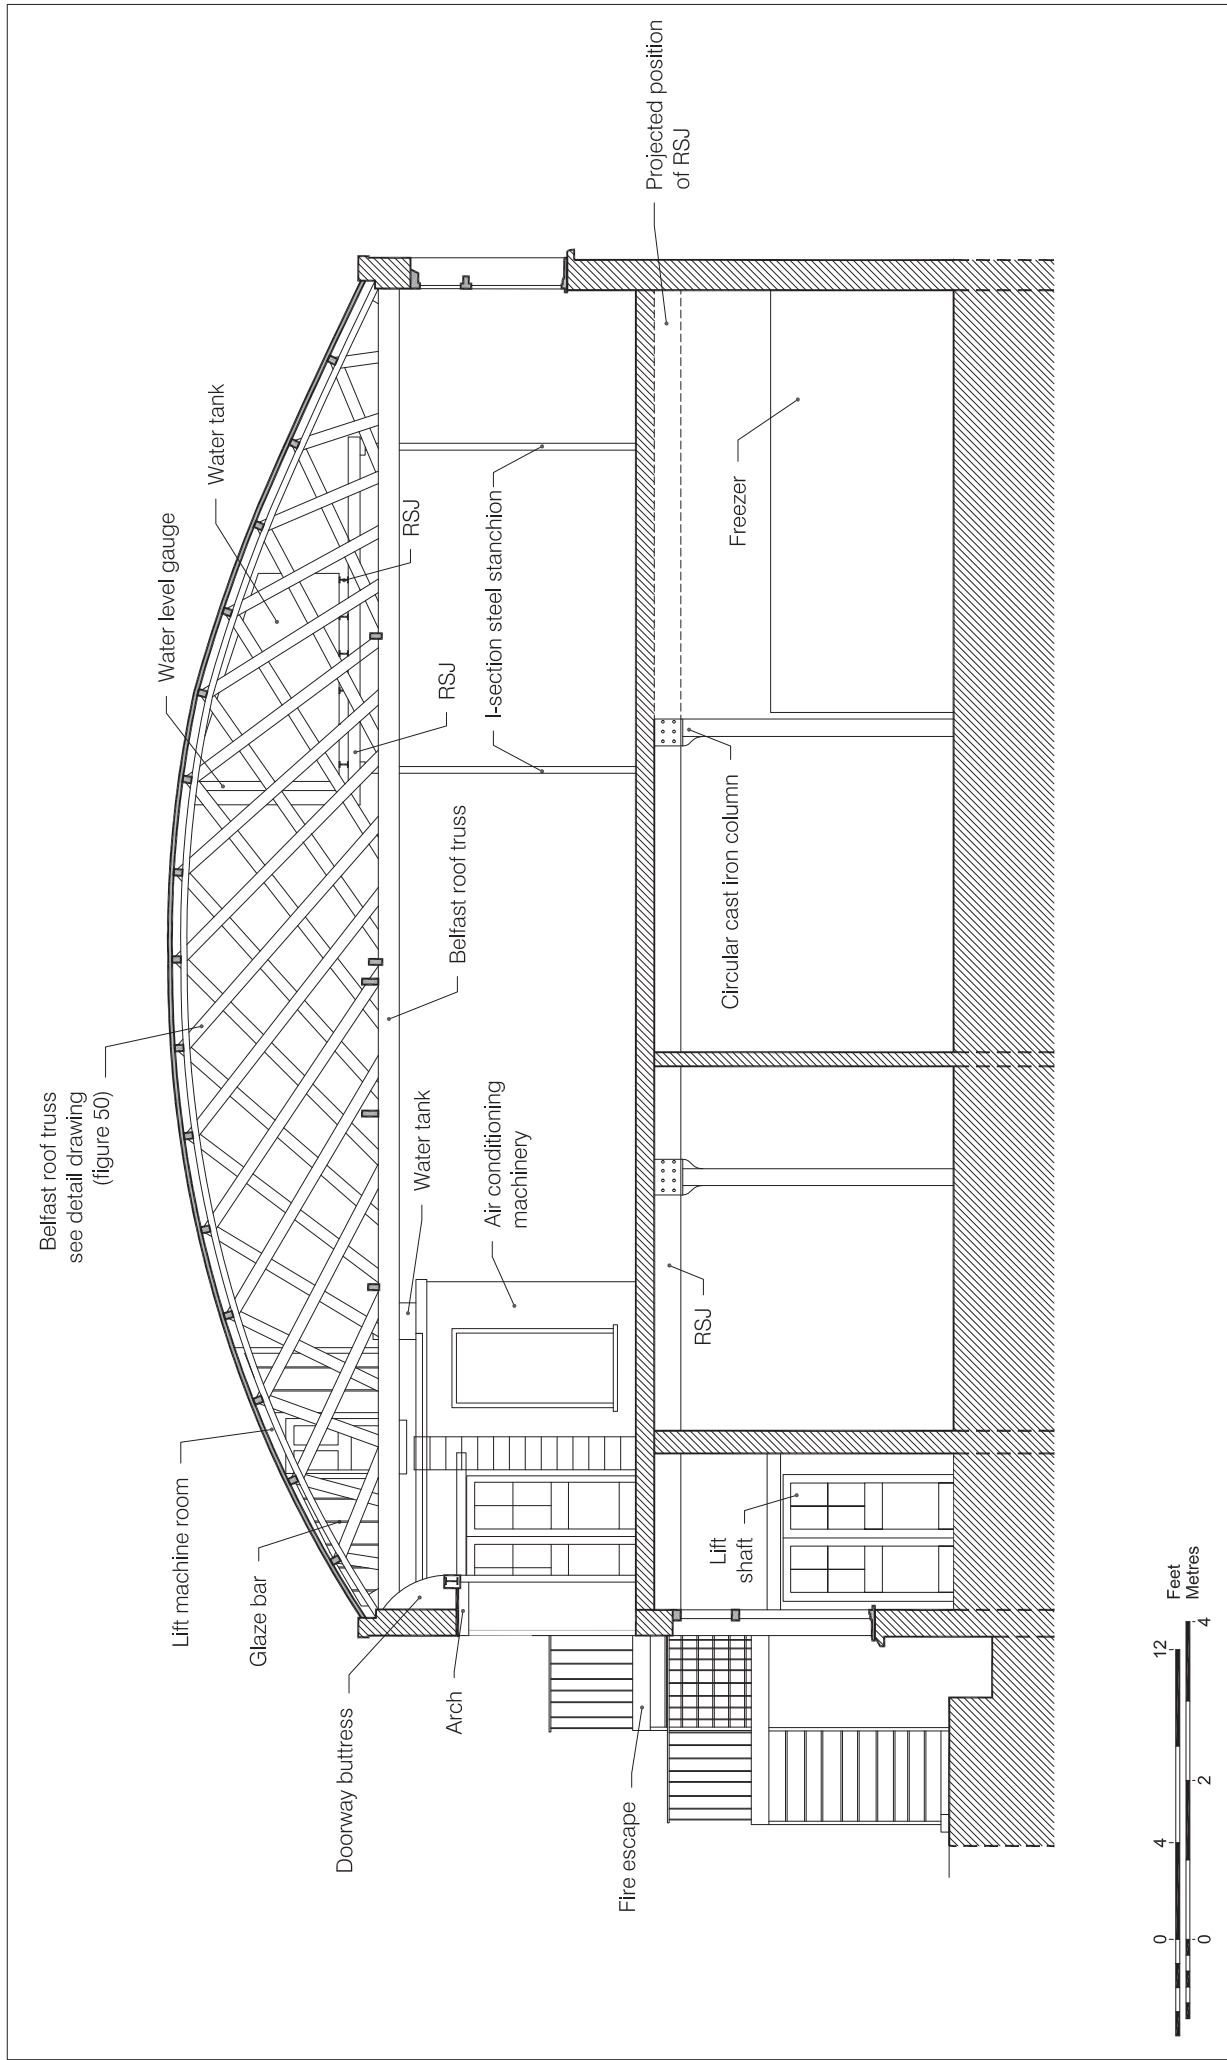 Belfast roof truss
see detail drawing
(figure 50)
Lift machine room
Glaze bar
Doorway buttress
Arch
Fire escape
Water level gauge
Water tank
RSJ
RSJ
I-section steel stanchion
Belfast roof truss
Water tank
Air conditioning
machinery
Projected position
of RSJ
Freezer
Circular cast iron column
RSJ
Lift
shaft
0 4 12 Feet
0 2 4 Metres